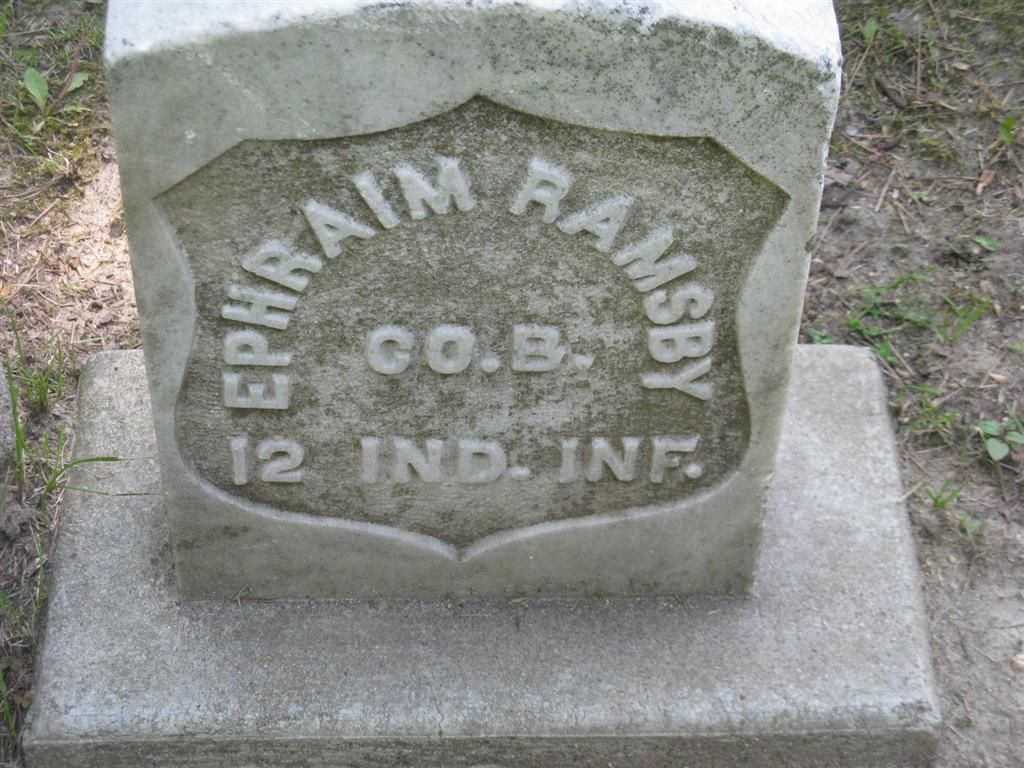 EPHRAIM RAMSBY
CO. B.
12 IND. INF.